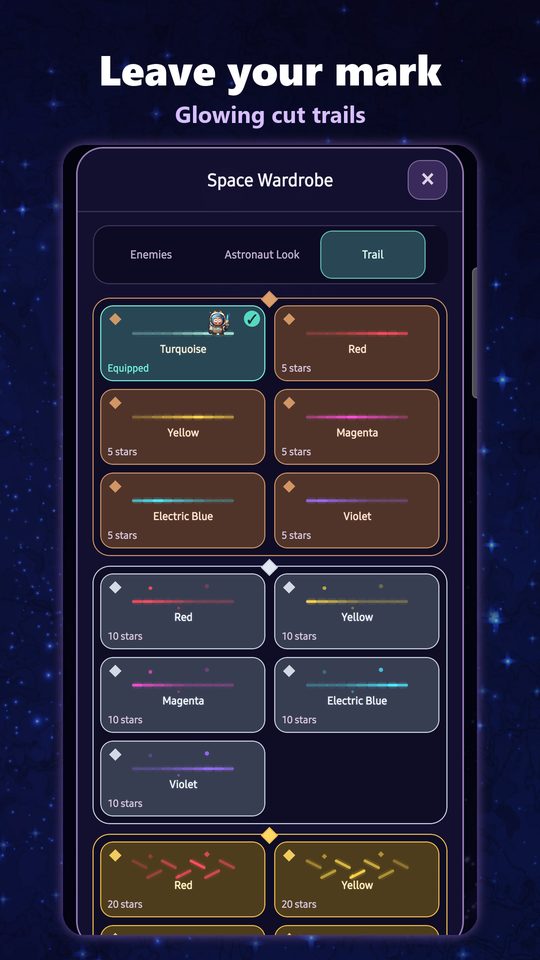 Leave your mark
Glowing cut trails
Space Wardrobe
Enemies
Astronaut Look
Trail
Turquoise
Equipped
Red
5 stars
Yellow
5 stars
Magenta
5 stars
Electric Blue
5 stars
Violet
5 stars
Red
10 stars
Yellow
10 stars
Magenta
10 stars
Electric Blue
10 stars
Violet
10 stars
Red
20 stars
Yellow
20 stars